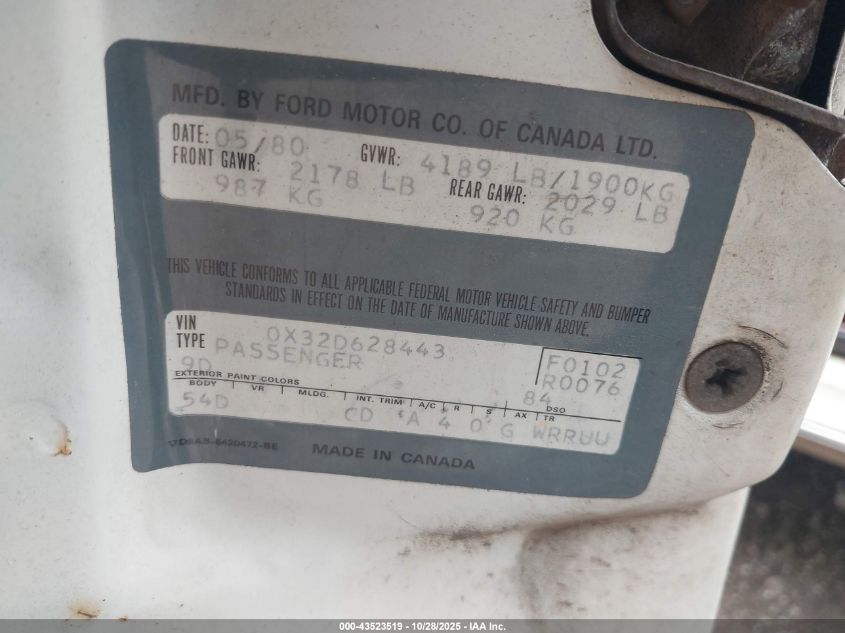 MFD. BY FORD MOTOR CO. OF CANADA LTD.
DATE: 05/80 GVWR: 4189 LB/1900KG
FRONT GAWR: 2178 LB REAR GAWR: 2029 LB
987 KG 920 KG
THIS VEHICLE CONFORMS TO ALL APPLICABLE FEDERAL MOTOR VEHICLE SAFETY AND BUMPER
STANDARDS IN EFFECT ON THE DATE OF MANUFACTURE SHOWN ABOVE.
VIN 0X32D628443 F0102
TYPE PASSENGER R0076
9D 84
EXTERIOR PAINT COLORS DSO
BODY VR MLDG. INT. TRIM A/C R S AX TR
54D CD A 4 0 G WRRUU
MADE IN CANADA
000-43523519 - 10/28/2025 - IAA Inc.